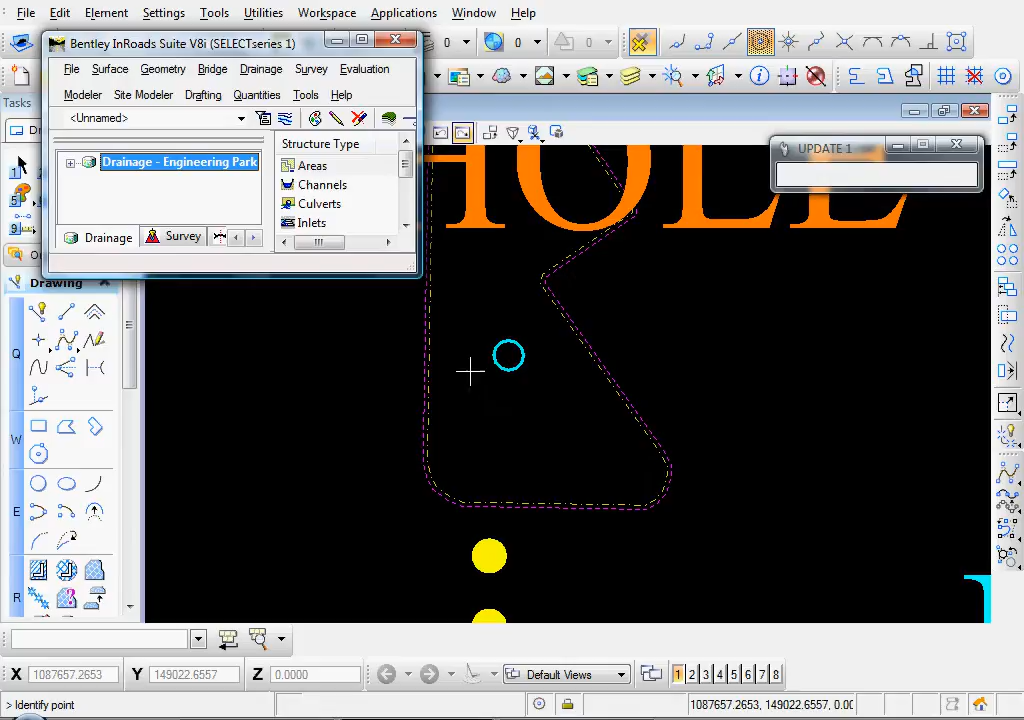 File Edit Element Settings Tools Utilities Workspace Applications Window Help
Bentley InRoads Suite V8i (SELECTseries 1)
0 0 0
File Surface Geometry Bridge Drainage Survey Evaluation
Modeler Site Modeler Drafting Quantities Tools Help
Tasks
<Unnamed>
Structure Type
UPDATE 1
Drainage - Engineering Park
Areas
Channels
Culverts
Inlets
Drainage Survey
HOLE
Drawing
Q
W
E
R
X 1087657.2653 Y 149022.6557 Z 0.0000 Default Views 1 2 3 4 5 6 7 8
> Identify point 1087657.2653, 149022.6557, 0.00